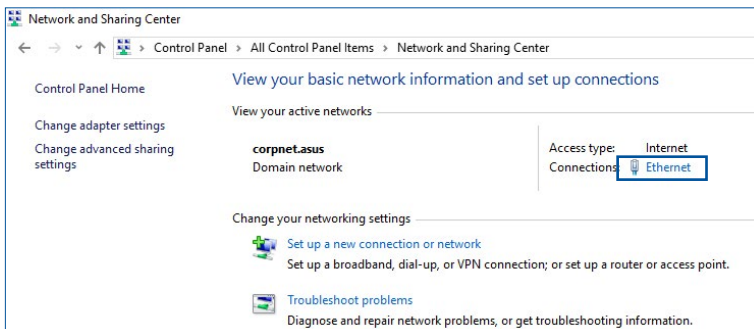 Network and Sharing Center
Control Panel > All Control Panel Items > Network and Sharing Center
Control Panel Home
Change adapter settings
Change advanced sharing
settings
View your basic network information and set up connections
View your active networks
corpnet.asus
Domain network
Access type: Internet
Connections: Ethernet
Change your networking settings
Set up a new connection or network
Set up a broadband, dial-up, or VPN connection; or set up a router or access point.
Troubleshoot problems
Diagnose and repair network problems, or get troubleshooting information.